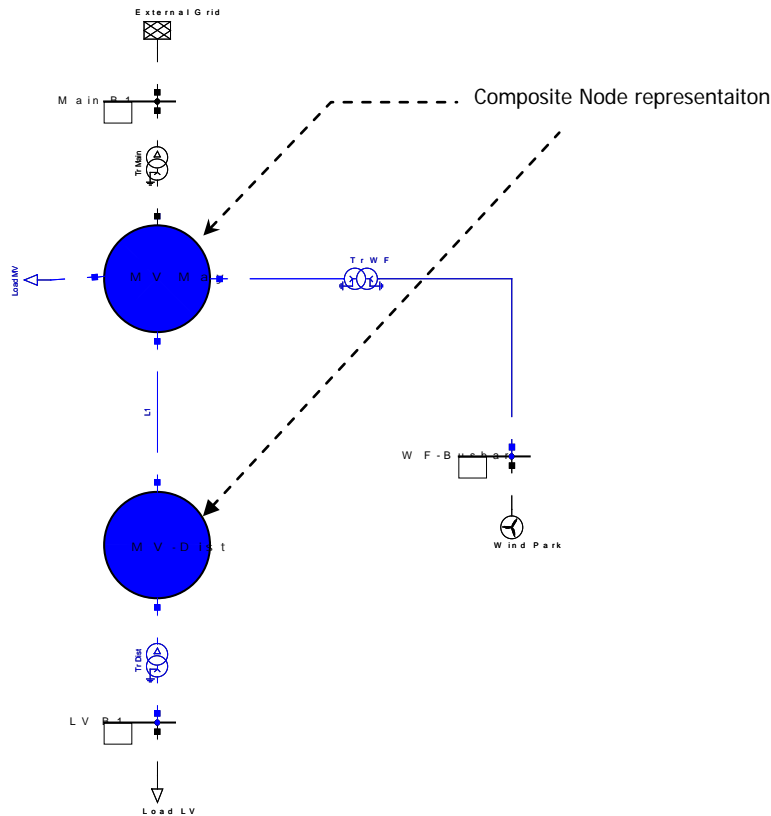 External Grid
Main B1
Composite Node representaiton
Tr Main
Tr WF
MV Ma
Load MV
L1
WF-Busbar
MV-Dist
Wind Park
Tr Dist
LV B1
Load LV